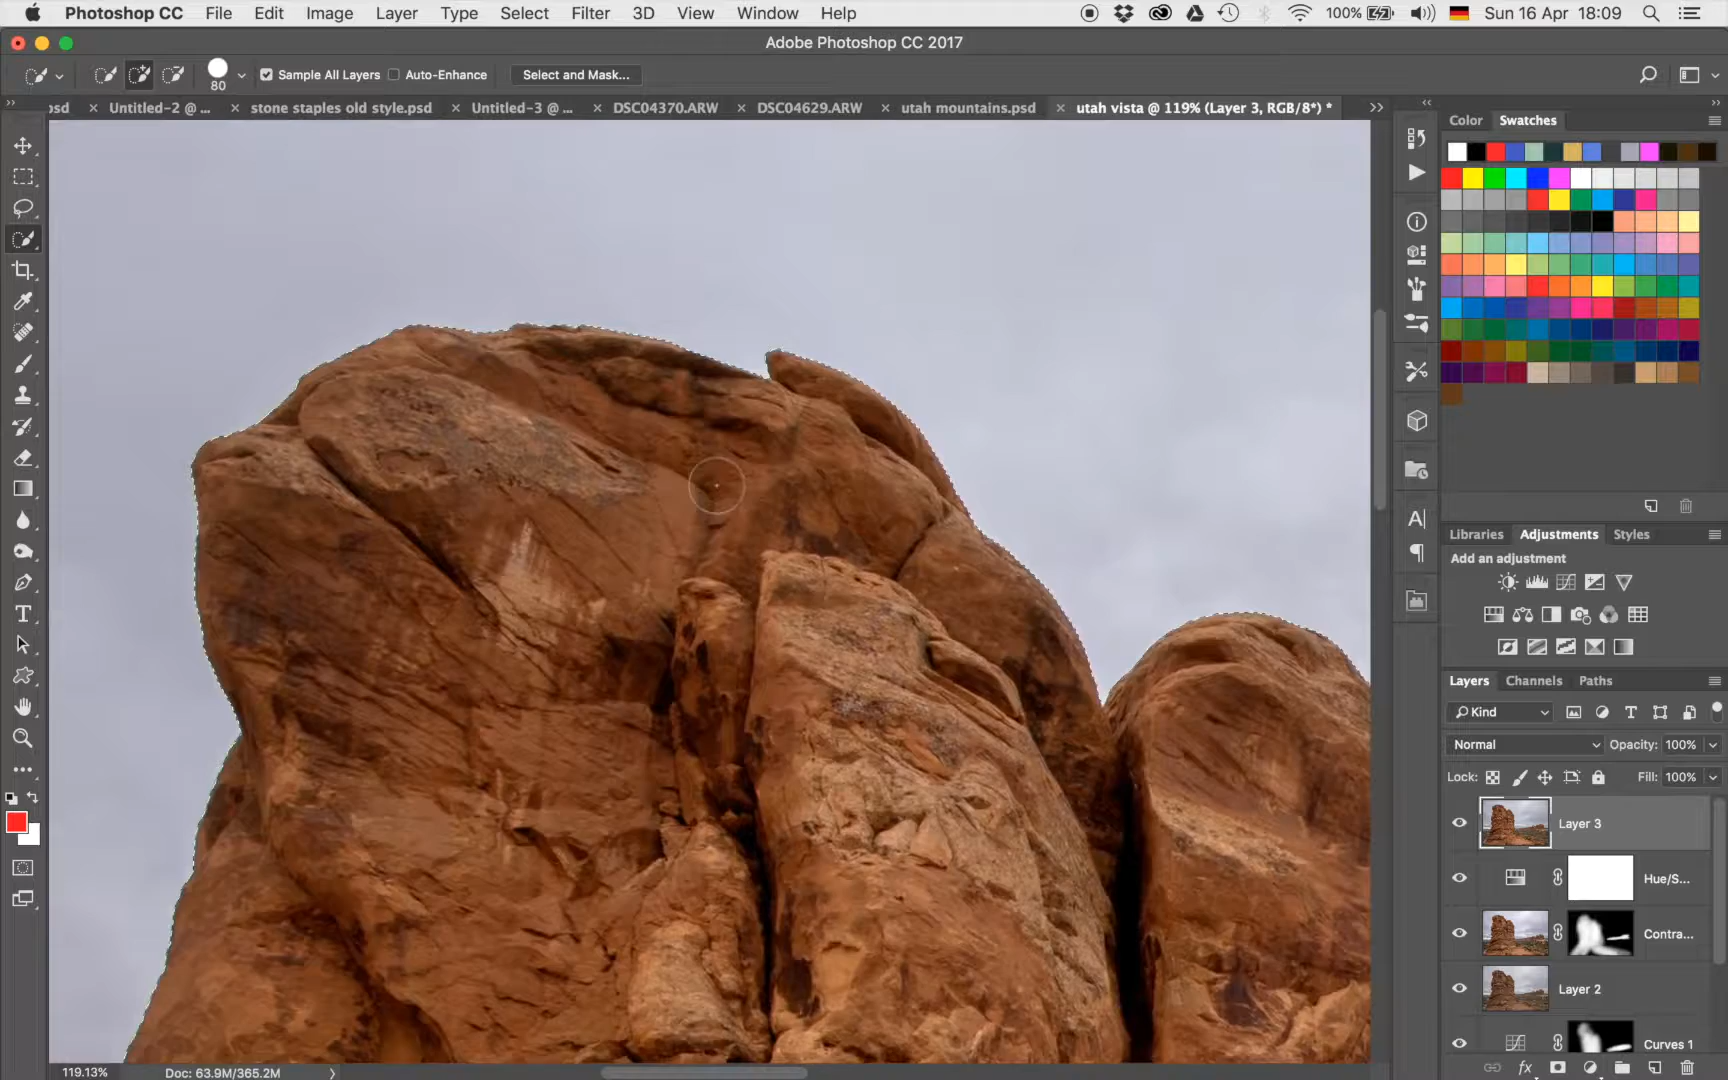 Photoshop CC File Edit Image Layer Type Select Filter 3D View Window Help 100% Sun 16 Apr 18:09
Adobe Photoshop CC 2017
80 Sample All Layers Auto-Enhance Select and Mask...
psd × Untitled-2 @ ... × stone staples old style.psd × Untitled-3 @ ... × DSC04370.ARW × DSC04629.ARW × utah mountains.psd × utah vista @ 119% (Layer 3, RGB/8*) *
Color Swatches
Libraries Adjustments Styles
Add an adjustment
Layers Channels Paths
Kind
Normal Opacity: 100%
Lock: Fill: 100%
Layer 3
Hue/S...
Contra...
Layer 2
Curves 1
119.13% Doc: 63.9M/365.2M